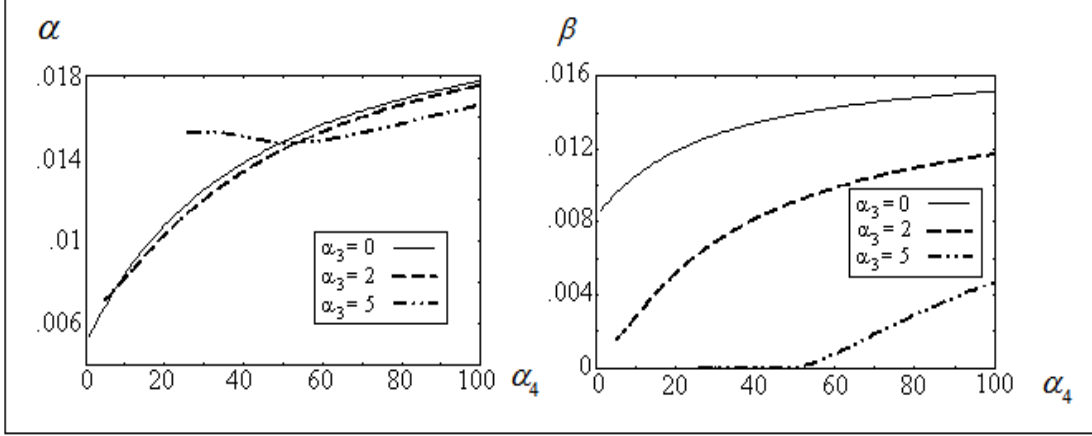 α
.018
.014
.01
.006
α₃ = 0
α₃ = 2
α₃ = 5
0 20 40 60 80 100 α₄
β
.016
.012
.008
.004
0
α₃ = 0
α₃ = 2
α₃ = 5
0 20 40 60 80 100 α₄